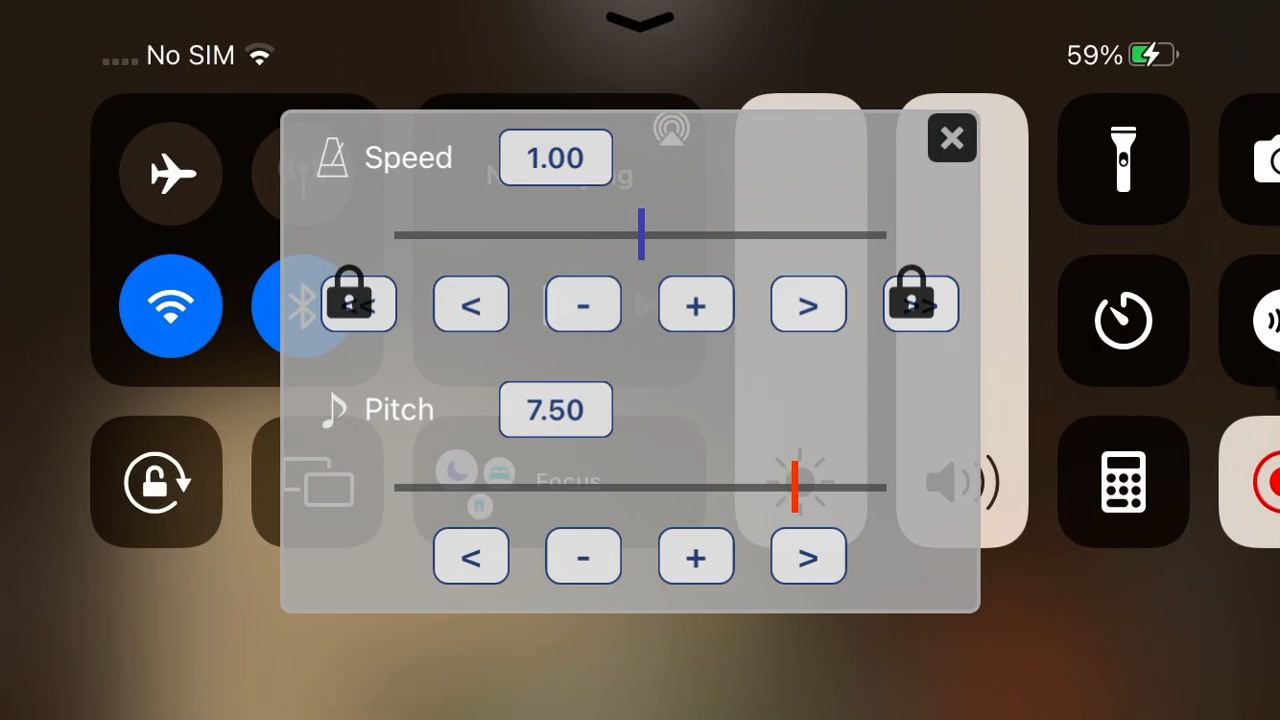 No SIM
59%
Speed
1.00
<
-
+
>
Pitch
7.50
Focus
<
-
+
>